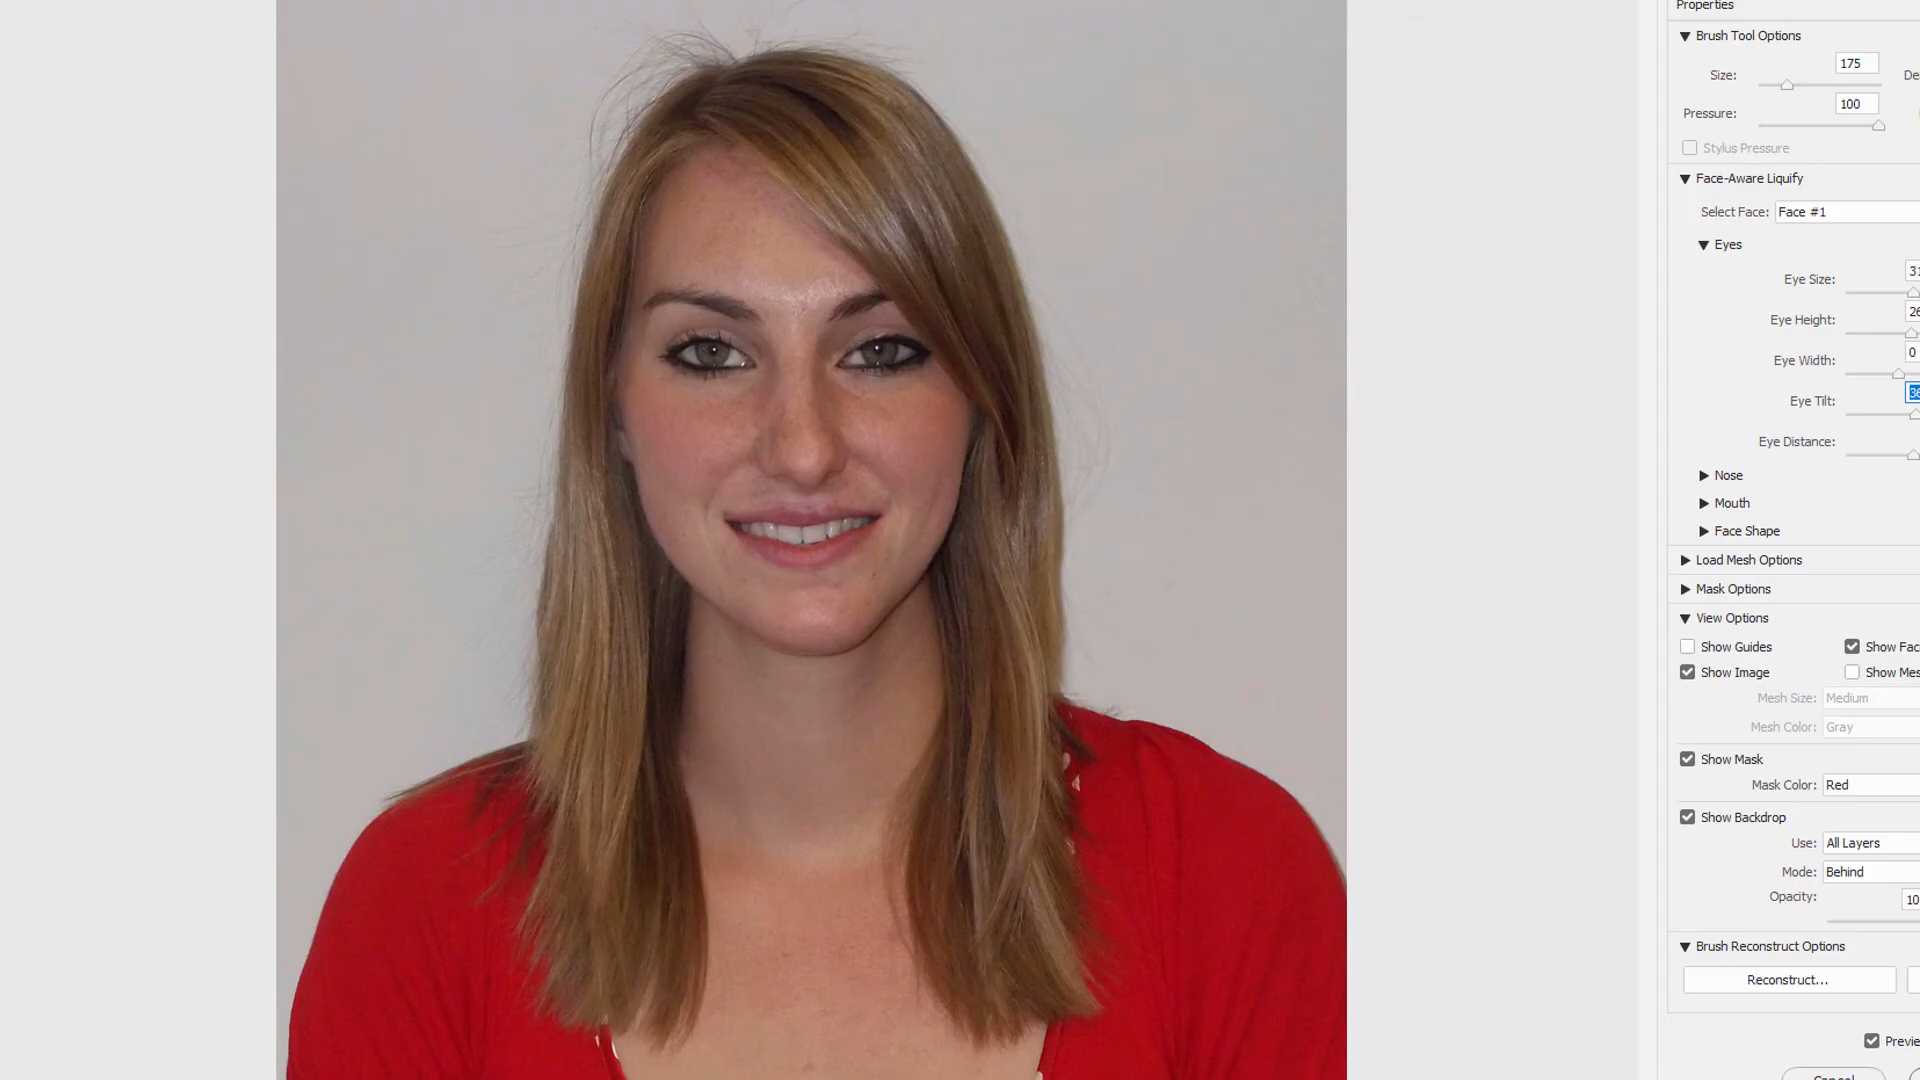 Properties
Brush Tool Options
175
Size:
100
Pressure:
Stylus Pressure
Face-Aware Liquify
Select Face: Face #1
Eyes
Eye Size:
Eye Height:
Eye Width: 0
Eye Tilt:
Eye Distance:
Nose
Mouth
Face Shape
Load Mesh Options
Mask Options
View Options
Show Guides Show
Show Image Show
Mesh Size: Medium
Mesh Color: Gray
Show Mask
Mask Color: Red
Show Backdrop
Use: All Layers
Mode: Behind
Opacity:
Brush Reconstruct Options
Reconstruct...